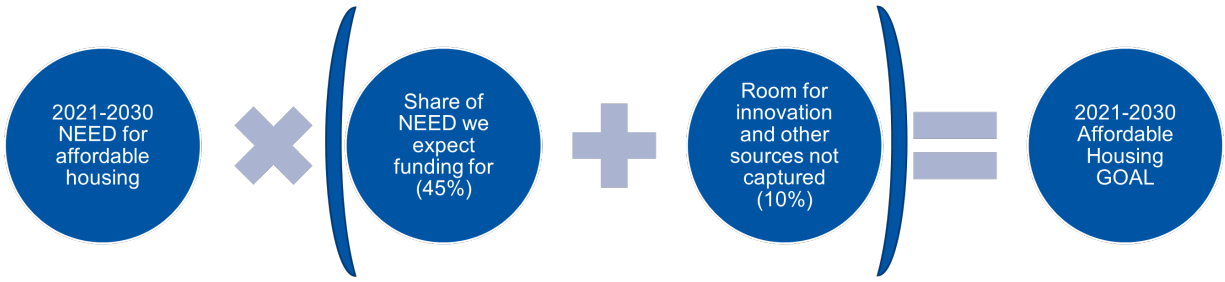 2021-2030
NEED for
affordable
housing
Share of
NEED we
expect
funding for
(45%)
Room for
innovation
and other
sources not
captured
(10%)
2021-2030
Affordable
Housing
GOAL